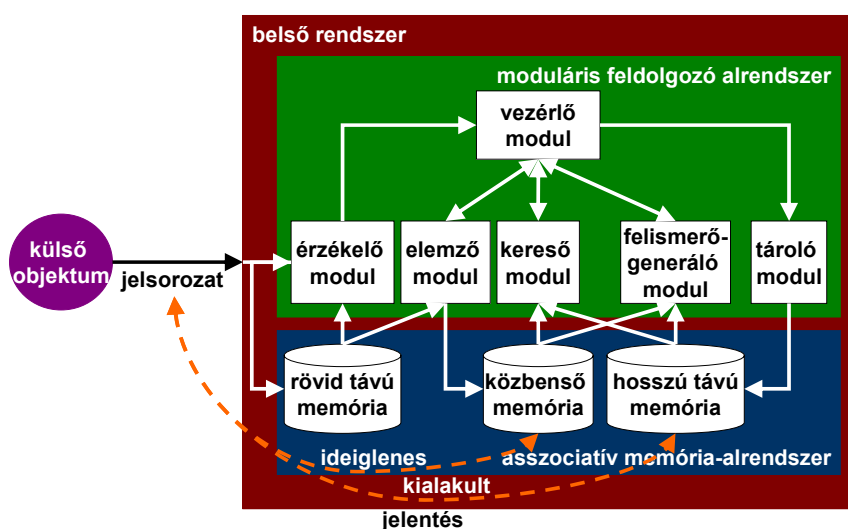 belső rendszer
moduláris feldolgozó alrendszer
vezérlő
modul
külső
objektum
jelsorozat
érzékelő
modul
elemző
modul
kereső
modul
felismerő-
generáló
modul
tároló
modul
rövid távú
memória
közbenső
memória
hosszú távú
memória
ideiglenes
asszociatív memória-alrendszer
kialakult
jelentés